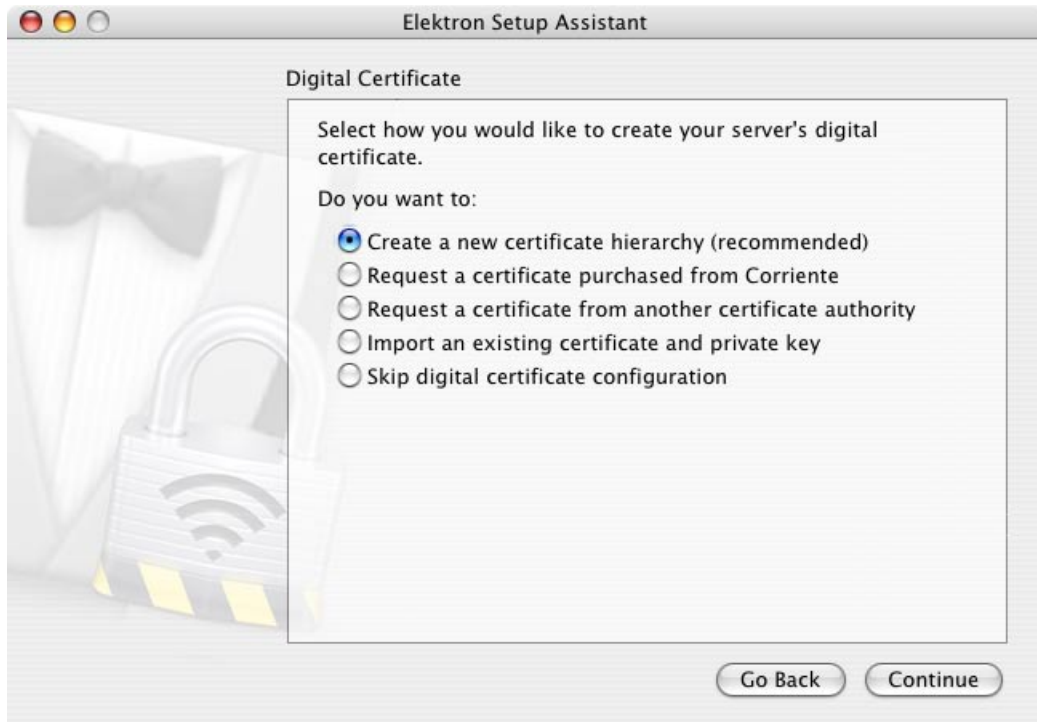 Elektron Setup Assistant
Digital Certificate
Select how you would like to create your server's digital
certificate.
Do you want to:
Create a new certificate hierarchy (recommended)
Request a certificate purchased from Corriente
Request a certificate from another certificate authority
Import an existing certificate and private key
Skip digital certificate configuration
Go Back
Continue